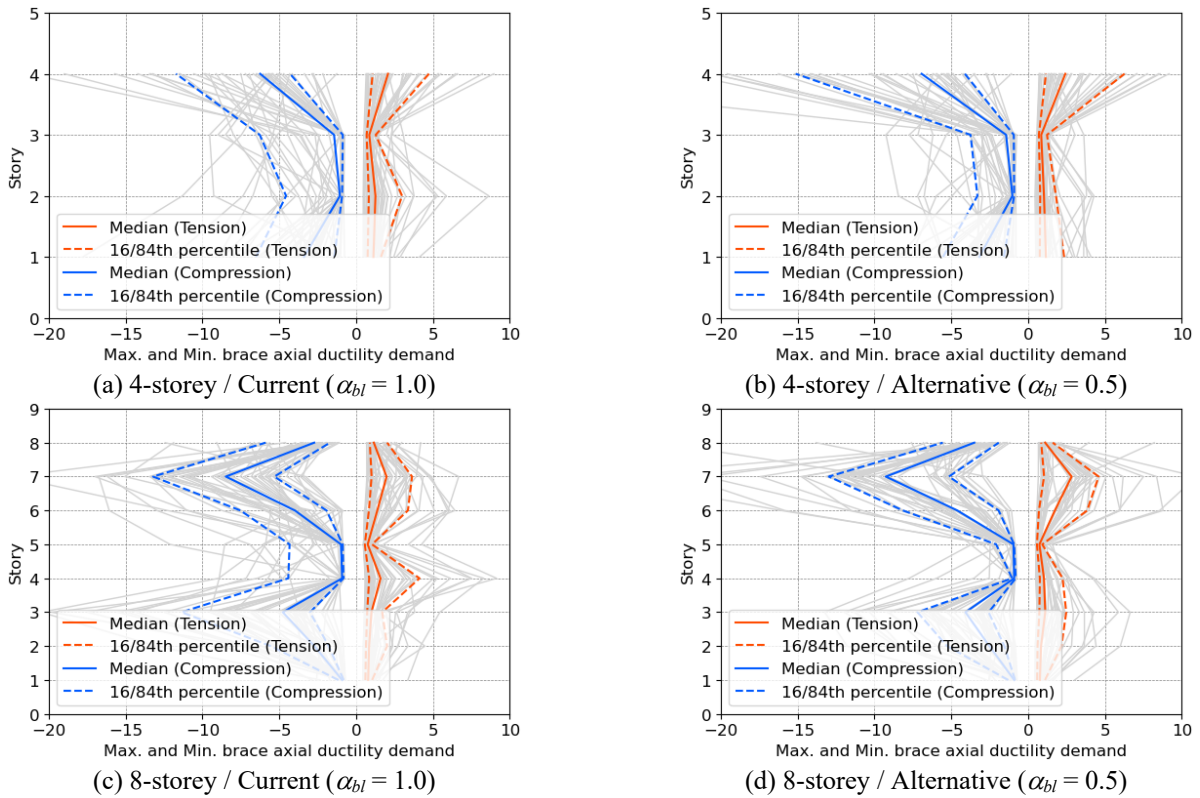 5
4
3
2
1
0
Story
Median (Tension)
16/84th percentile (Tension)
Median (Compression)
16/84th percentile (Compression)
−20 −15 −10 −5 0 5 10
Max. and Min. brace axial ductility demand
(a) 4-storey / Current (αbl = 1.0)
5
4
3
2
1
0
Story
Median (Tension)
16/84th percentile (Tension)
Median (Compression)
16/84th percentile (Compression)
−20 −15 −10 −5 0 5 10
Max. and Min. brace axial ductility demand
(b) 4-storey / Alternative (αbl = 0.5)
9
8
7
6
5
4
3
2
1
0
Story
Median (Tension)
16/84th percentile (Tension)
Median (Compression)
16/84th percentile (Compression)
−20 −15 −10 −5 0 5 10
Max. and Min. brace axial ductility demand
(c) 8-storey / Current (αbl = 1.0)
9
8
7
6
5
4
3
2
1
0
Story
Median (Tension)
16/84th percentile (Tension)
Median (Compression)
16/84th percentile (Compression)
−20 −15 −10 −5 0 5 10
Max. and Min. brace axial ductility demand
(d) 8-storey / Alternative (αbl = 0.5)